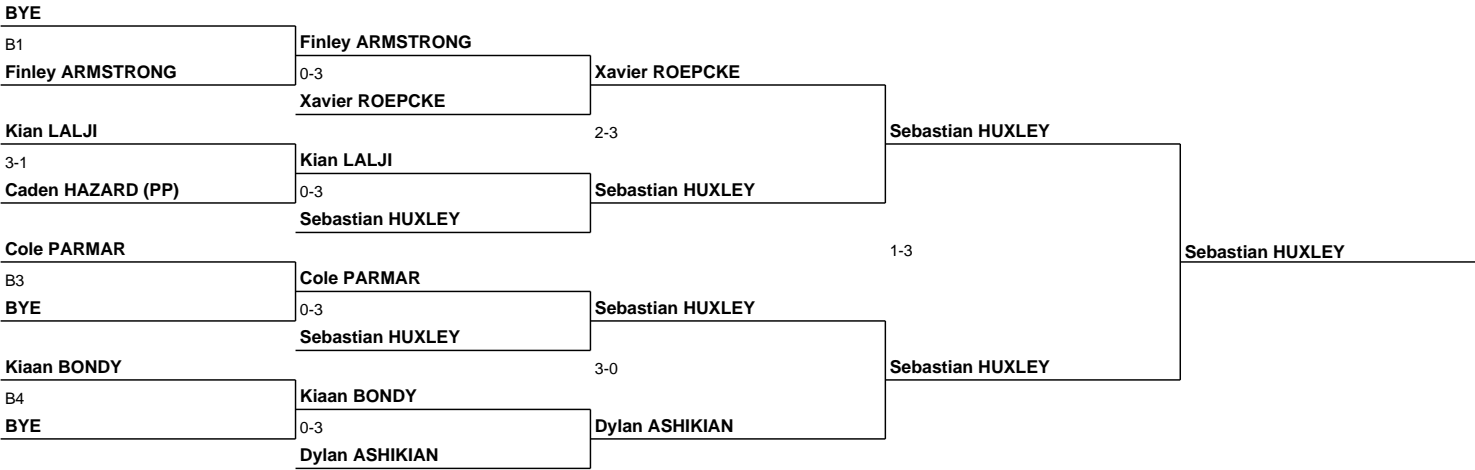 BYE
B1
Finley ARMSTRONG
Finley ARMSTRONG
0-3
Xavier ROEPCKE
Xavier ROEPCKE
Kian LALJI
3-1
Caden HAZARD (PP)
Kian LALJI
0-3
Sebastian HUXLEY
2-3
Sebastian HUXLEY
Sebastian HUXLEY
Cole PARMAR
B3
BYE
Cole PARMAR
0-3
Sebastian HUXLEY
Sebastian HUXLEY
Kiaan BONDY
B4
BYE
Kiaan BONDY
0-3
Dylan ASHIKIAN
3-0
Dylan ASHIKIAN
Sebastian HUXLEY
1-3
Sebastian HUXLEY